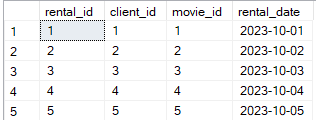 rental_id client_id movie_id rental_date
1 1 1 1 2023-10-01
2 2 2 2 2023-10-02
3 3 3 3 2023-10-03
4 4 4 4 2023-10-04
5 5 5 5 2023-10-05